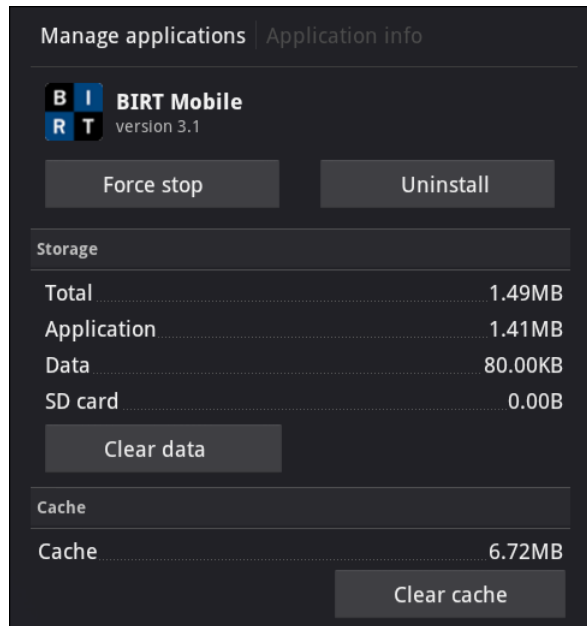 Manage applications Application info
B I
R T
BIRT Mobile
version 3.1
Force stop Uninstall
Storage
Total 1.49MB
Application 1.41MB
Data 80.00KB
SD card 0.00B
Clear data
Cache
Cache 6.72MB
Clear cache